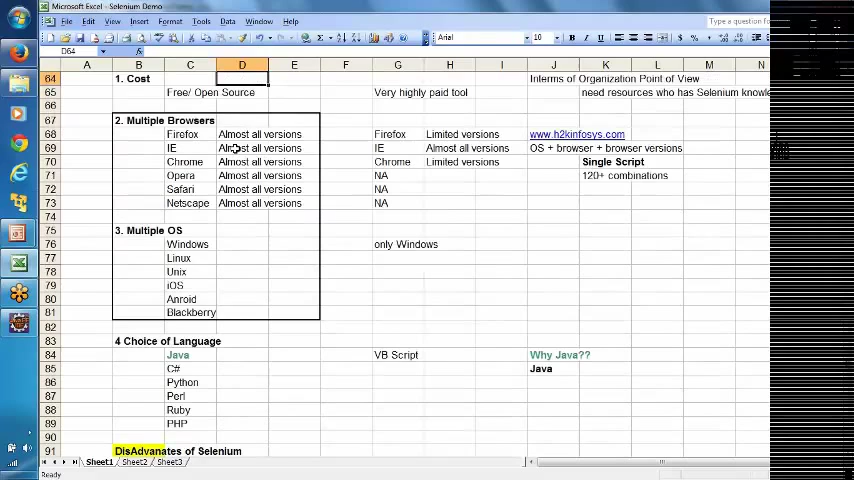 Microsoft Excel - Selenium Demo
File Edit View Insert Format Tools Data Window Help Type a question
Arial 10 B I U $ %
D64 fx
A B C D E F G H I J K L M N
64 1. Cost Interms of Organization Point of View
65 Free/ Open Source Very highly paid tool need resources who has Selenium knowle
66
67 2. Multiple Browsers
68 Firefox Almost all versions Firefox Limited versions www.h2kinfosys.com
69 IE Almost all versions IE Almost all versions OS + browser + browser versions
70 Chrome Almost all versions Chrome Limited versions Single Script
71 Opera Almost all versions NA 120+ combinations
72 Safari Almost all versions NA
73 Netscape Almost all versions NA
74
75 3. Multiple OS
76 Windows only Windows
77 Linux
78 Unix
79 iOS
80 Anroid
81 Blackberry
82
83 4 Choice of Language
84 Java VB Script Why Java??
85 C# Java
86 Python
87 Perl
88 Ruby
89 PHP
90
91 DisAdvanates of Selenium
Sheet1 Sheet2 Sheet3
Ready